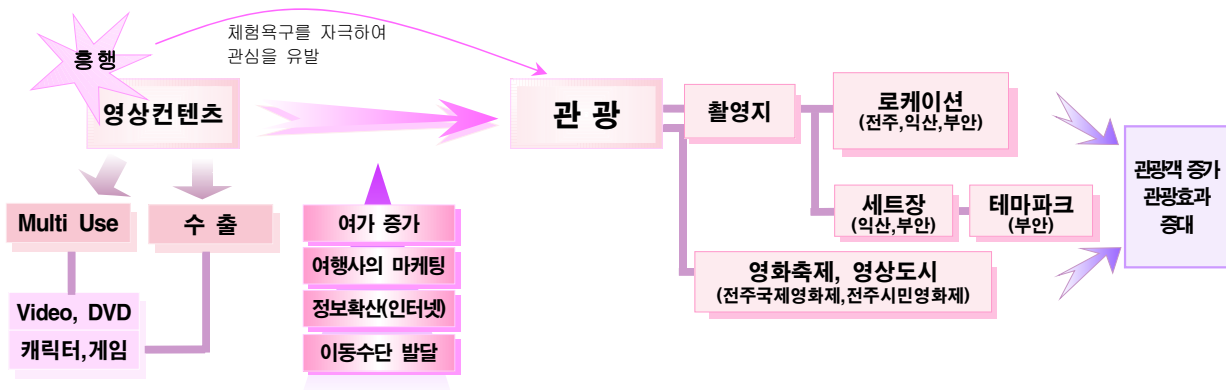 흥행
체험욕구를 자극하여
관심을 유발
영상컨텐츠
관 광
촬영지
로케이션
(전주,익산,부안)
관광객 증가
관광효과
증대
Multi Use
수 출
여가 증가
세트장
(익산,부안)
테마파크
(부안)
여행사의 마케팅
영화축제, 영상도시
(전주국제영화제,전주시민영화제)
정보확산(인터넷)
Video, DVD
캐릭터,게임
이동수단 발달